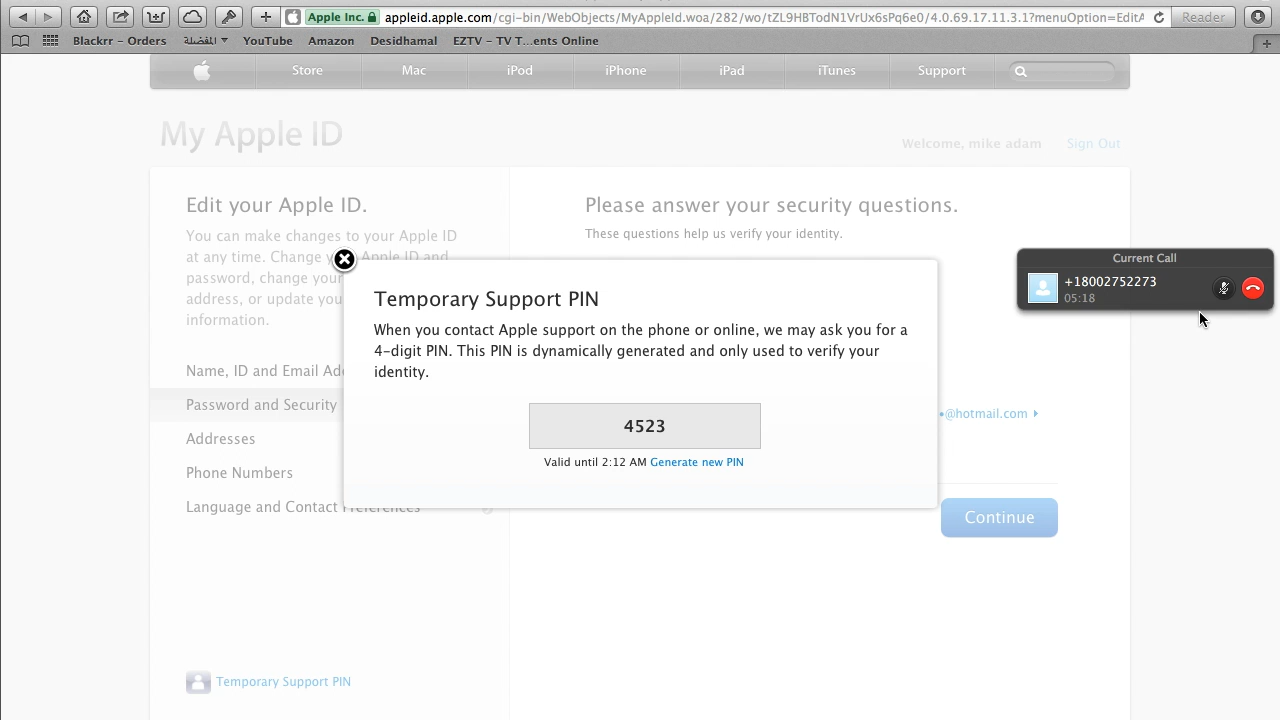 Apple Inc. appleid.apple.com/cgi-bin/WebObjects/MyAppleId.woa/282/wo/tZL9HBTodN1VrUx6sPq6e0/4.0.69.17.11.3.1?menuOption=EditA Reader
Blackrr – Orders المفضلة YouTube Amazon Desidhamal EZTV – TV T...ents Online
Store Mac iPod iPhone iPad iTunes Support
My Apple ID
Welcome, mike adam Sign Out
Edit your Apple ID.
You can make changes to your Apple ID
at any time. Change your Apple ID and
password, change your
address, or update you
information.
Name, ID and Email Add
Password and Security
Addresses
Phone Numbers
Language and Contact Preferences
Temporary Support PIN
Please answer your security questions.
These questions help us verify your identity.
@hotmail.com
Continue
Temporary Support PIN
When you contact Apple support on the phone or online, we may ask you for a
4-digit PIN. This PIN is dynamically generated and only used to verify your
identity.
4523
Valid until 2:12 AM Generate new PIN
Current Call
+18002752273
05:18